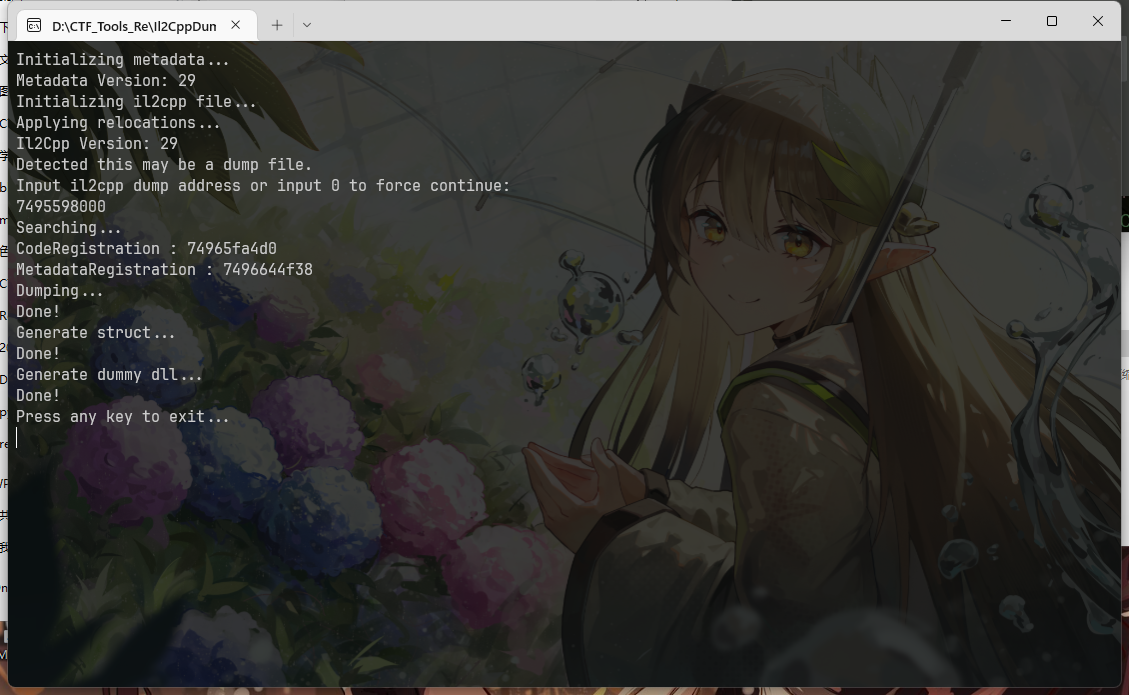 D:\CTF_Tools_Re\Il2CppDun
Initializing metadata...
Metadata Version: 29
Initializing il2cpp file...
Applying relocations...
Il2Cpp Version: 29
Detected this may be a dump file.
Input il2cpp dump address or input 0 to force continue:
7495598000
Searching...
CodeRegistration : 74965fa4d0
MetadataRegistration : 7496644f38
Dumping...
Done!
Generate struct...
Done!
Generate dummy dll...
Done!
Press any key to exit...